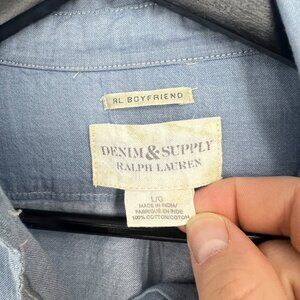 RL BOYFRIEND
DENIM & SUPPLY
RALPH LAUREN
L/G
MADE IN INDIA/
FABRIQUÉ EN INDE
100% COTTON/COTON